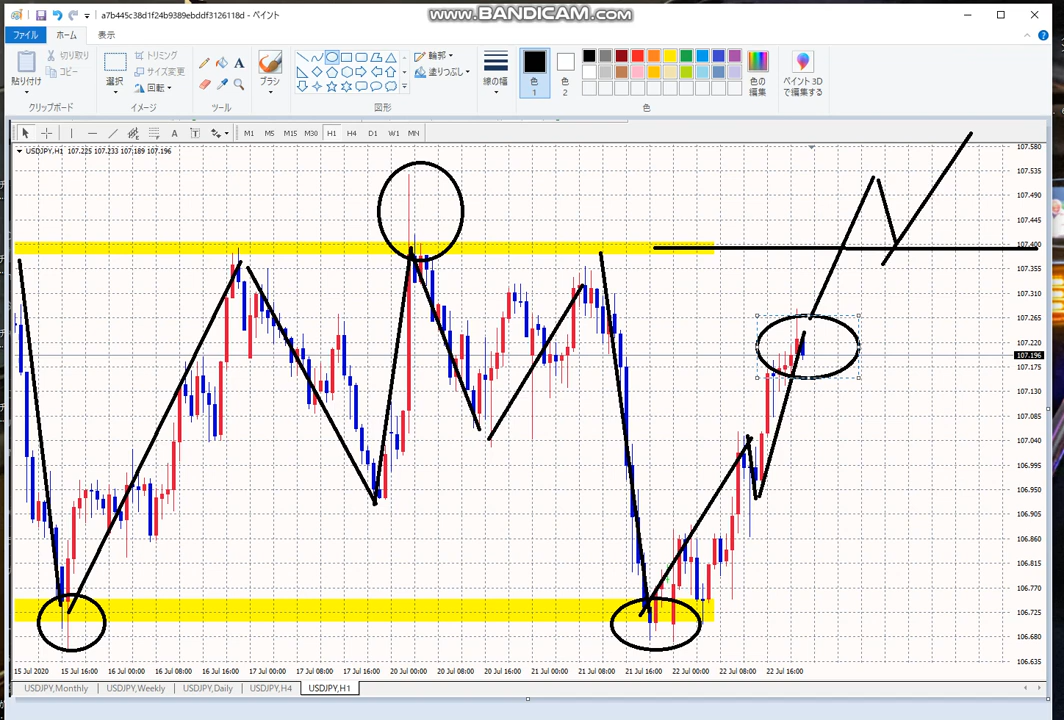 a7b445c38d1f24b9389ebddf3126118d - ペイント
www.BANDICAM.com
ファイル ホーム 表示
貼り付け
切り取り
コピー
クリップボード
選択
トリミング
サイズ変更
回転
イメージ
A
ツール
ブラシ
輪郭
塗りつぶし
図形
線の幅
色
1
色
2
色の
編集
色
ペイント 3D
で編集する
A T M1 M5 M15 M30 H1 H4 D1 W1 MN
USDJPY,H1 107.225 107.233 107.189 107.196
107.580
107.535
107.490
107.445
107.400
107.355
107.310
107.265
107.220
107.196
107.175
107.130
107.085
107.040
106.995
106.950
106.905
106.860
106.815
106.770
106.725
106.680
106.635
15 Jul 2020 15 Jul 16:00 16 Jul 00:00 16 Jul 08:00 16 Jul 16:00 17 Jul 00:00 17 Jul 08:00 17 Jul 16:00 20 Jul 00:00 20 Jul 08:00 20 Jul 16:00 21 Jul 00:00 21 Jul 08:00 21 Jul 16:00 22 Jul 00:00 22 Jul 08:00 22 Jul 16:00
USDJPY,Monthly USDJPY,Weekly USDJPY,Daily USDJPY,H4 USDJPY,H1